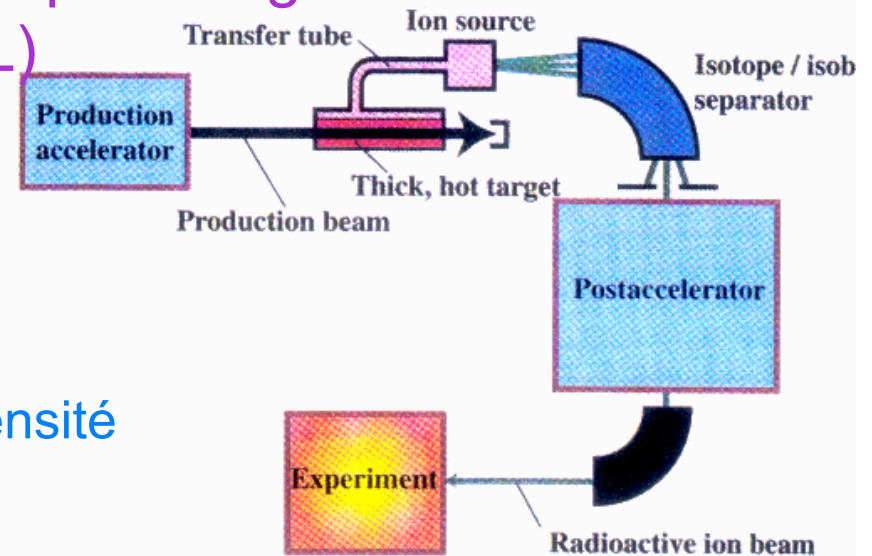 Ion source
Transfer tube
Isotope / isob
separator
Production
accelerator
Thick, hot target
Production beam
Postaccelerator
ensité
Experiment
Radioactive ion beam